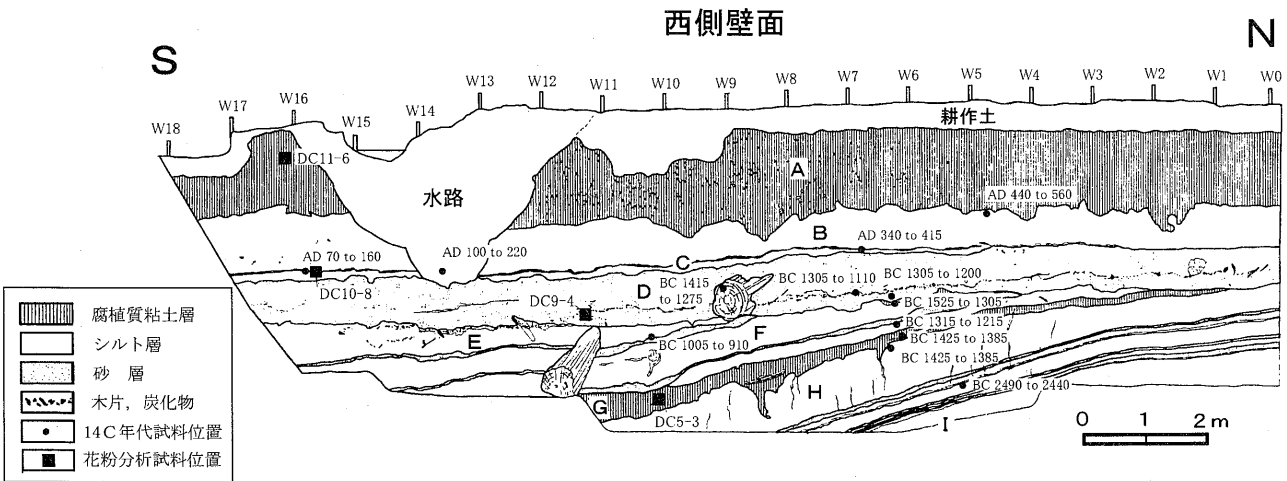 西側壁面
S
N
W18
W17
W16
W15
W14
W13
W12
W11
W10
W9
W8
W7
W6
W5
W4
W3
W2
W1
W0
耕作土
DC11-6
A
水路
AD 440 to 560
B
AD 340 to 415
AD 70 to 160
AD 100 to 220
C
DC10-8
D
BC 1415
to 1275
BC 1305 to 1110
BC 1305 to 1200
DC9-4
BC 1525 to 1305
E
F
BC 1315 to 1215
BC 1005 to 910
BC 1425 to 1385
BC 1425 to 1385
H
BC 2490 to 2440
G
DC5-3
I
0 1 2 m
腐植質粘土層
シルト層
砂 層
木片，炭化物
14C年代試料位置
花粉分析試料位置